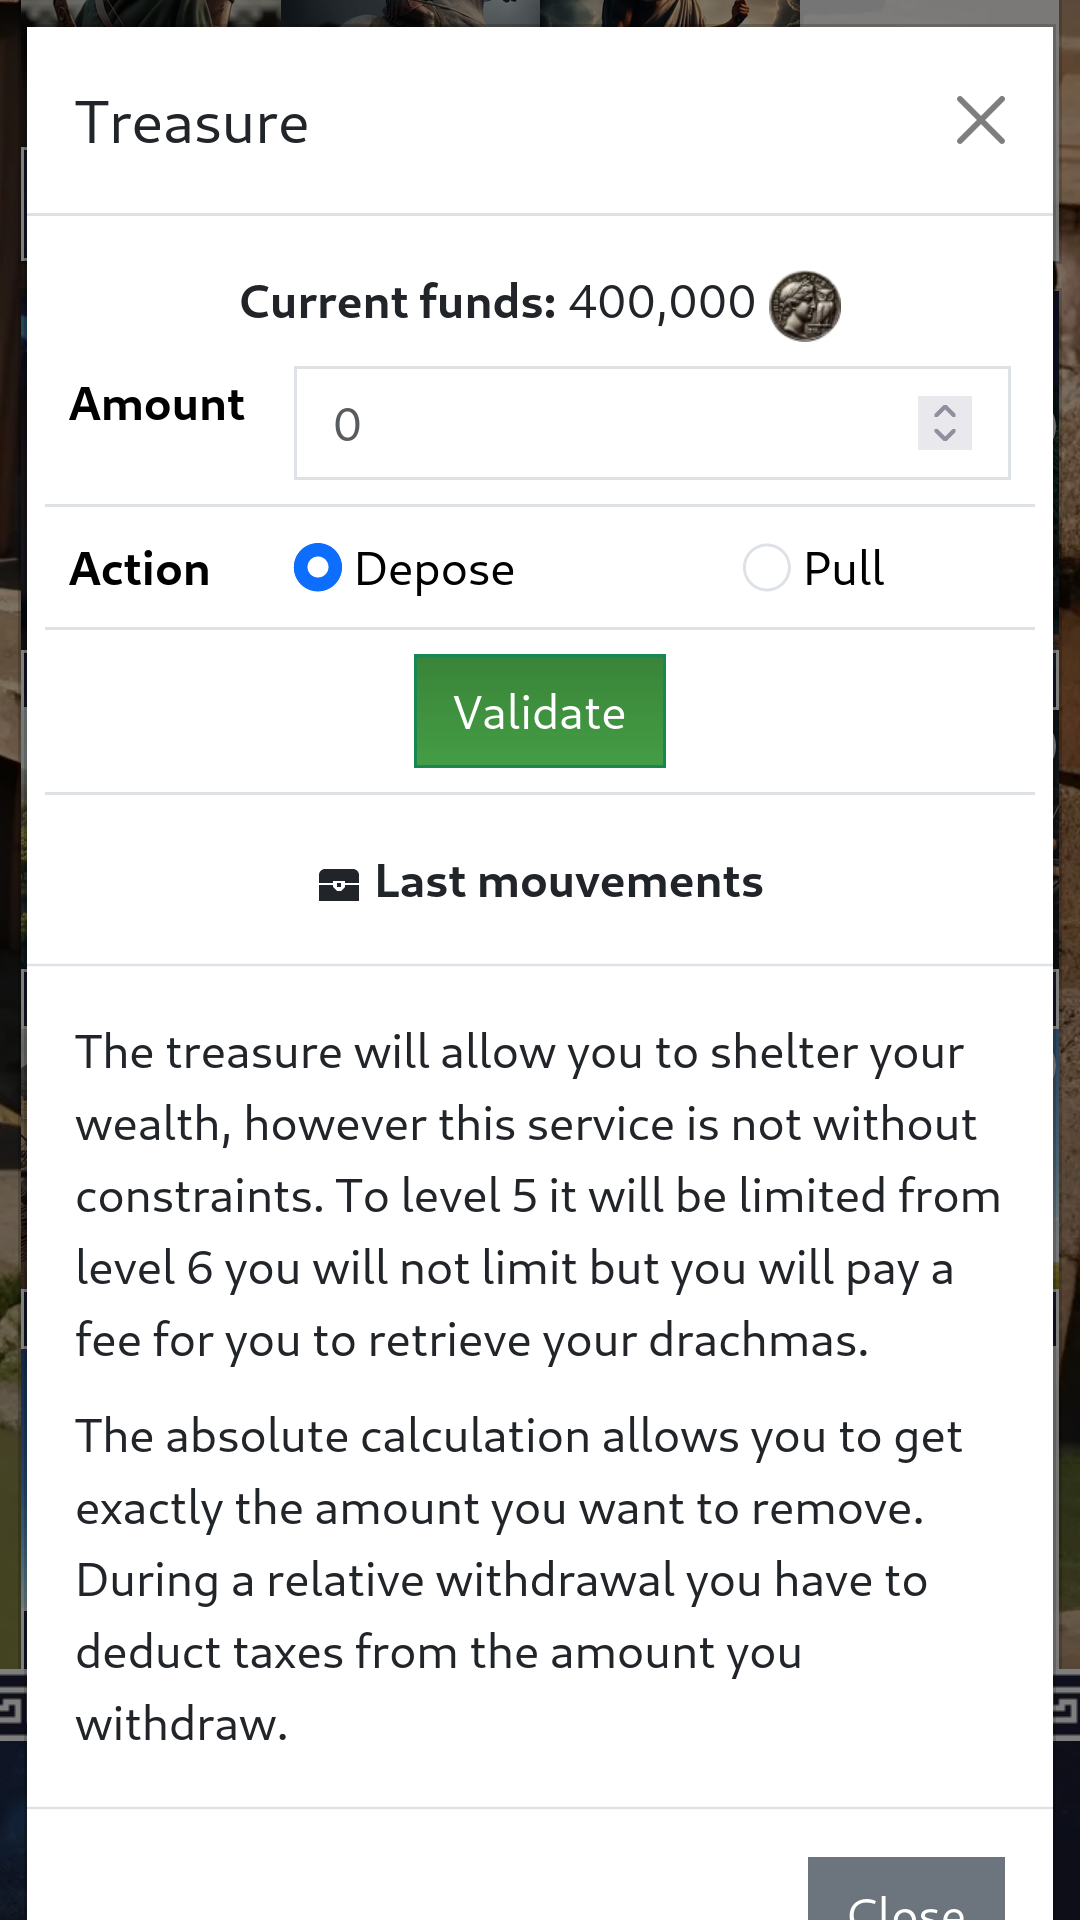 Treasure
Current funds: 400,000
Amount
0
Action Depose Pull
Validate
Last mouvements
The treasure will allow you to shelter your
wealth, however this service is not without
constraints. To level 5 it will be limited from
level 6 you will not limit but you will pay a
fee for you to retrieve your drachmas.
The absolute calculation allows you to get
exactly the amount you want to remove.
During a relative withdrawal you have to
deduct taxes from the amount you
withdraw.
Close